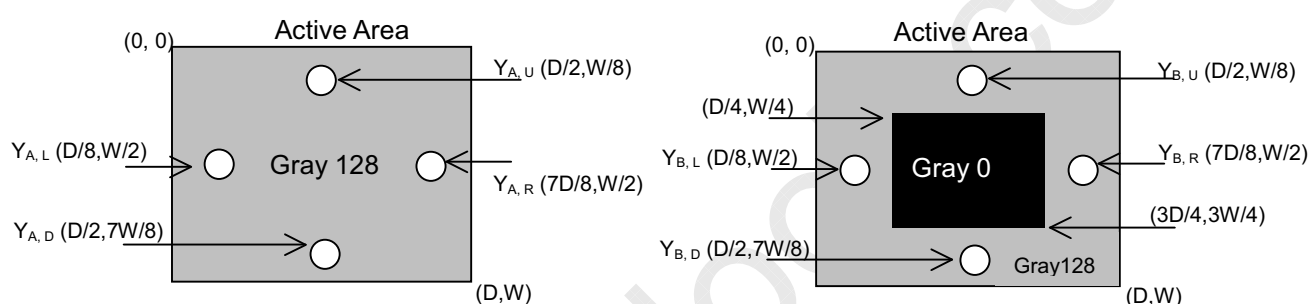 Active Area
(0, 0)
Y_A, U (D/2,W/8)
Y_A, L (D/8,W/2)
Gray 128
Y_A, R (7D/8,W/2)
Y_A, D (D/2,7W/8)
(D,W)
Active Area
(0, 0)
Y_B, U (D/2,W/8)
(D/4,W/4)
Y_B, L (D/8,W/2)
Gray 0
Y_B, R (7D/8,W/2)
(3D/4,3W/4)
Y_B, D (D/2,7W/8)
Gray128
(D,W)